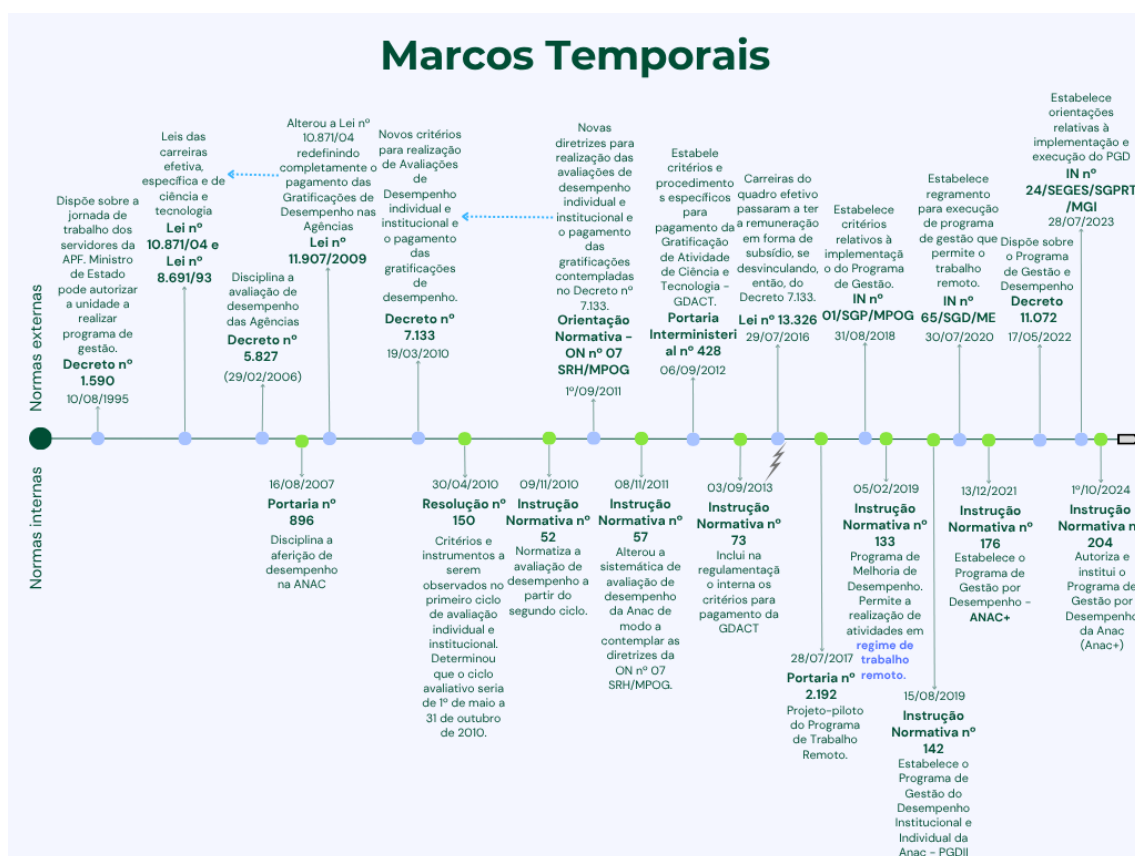 Marcos Temporais
Normas externas
Dispõe sobre a
jornada de
trabalho dos
servidores da
APF. Ministro
de Estado
pode autorizar
a unidade a
realizar
programa de
gestão.
Decreto nº
1.590
10/08/1995
Leis das
carreiras
efetiva,
específica e de
ciência e
tecnologia
Lei nº
10.871/04 e
Lei nº
8.691/93
Disciplina a
avaliação de
desempenho
das Agências
Decreto nº
5.827
(29/02/2006)
Alterou a Lei nº
10.871/04
redefinindo
completamente o
pagamento das
Gratificações de
Desempenho nas
Agências
Lei nº
11.907/2009
Novos critérios
para realização
de Avaliações
de
Desempenho
individual e
institucional e o
pagamento
das
gratificações
de
desempenho.
Decreto nº
7.133
19/03/2010
Novas
diretrizes para
realização das
avaliações de
desempenho
individual e
institucional e
o pagamento
das
gratificações
contempladas
no Decreto nº
7.133.
Orientação
Normativa –
ON nº 07
SRH/MPOG
1º/09/2011
Estabele
critérios e
procedimento
s específicos
para
pagamento da
Gratificação
de Atividade
de Ciência e
Tecnologia -
GDACT.
Portaria
Interministeri
al nº 428
06/09/2012
Carreiras do
quadro efetivo
passaram a ter
a remuneração
em forma de
subsídio, se
desvinculando,
então, do
Decreto 7.133.
Lei nº 13.326
29/07/2016
Estabelece
critérios
relativos à
implementaçã
o do Programa
de Gestão.
IN nº
01/SGP/MPOG
31/08/2018
Estabelece
regramento
para execução
de programa
de gestão que
permite o
trabalho
remoto.
IN nº
65/SGD/ME
30/07/2020
Dispõe sobre
o Programa
de Gestão e
Desempenho
Decreto
11.072
17/05/2022
Estabelece
orientações
relativas à
implementação e
execução do PGD
IN nº
24/SEGES/SGPRT
/MGI
28/07/2023
Normas internas
16/08/2007
Portaria nº
896
Disciplina a
aferição de
desempenho
na ANAC
30/04/2010
Resolução nº
150
Critérios e
instrumentos a
serem
observados no
primeiro ciclo
de avaliação
individual e
institucional.
Determinou
que o ciclo
avaliativo seria
de 1º de maio a
31 de outubro
de 2010.
09/11/2010
Instrução
Normativa nº
52
Normatiza a
avaliação de
desempenho a
partir do
segundo ciclo.
08/11/2011
Instrução
Normativa nº
57
Alterou a
sistemática de
avaliação de
desempenho
da Anac de
modo a
contemplar as
diretrizes da
ON nº 07
SRH/MPOG.
03/09/2013
Instrução
Normativa nº
73
Inclui na
regulamentaçã
o interna os
critérios para
pagamento da
GDACT
28/07/2017
Portaria nº
2.192
Projeto-piloto
do Programa
de Trabalho
Remoto.
05/02/2019
Instrução
Normativa nº
133
Programa de
Melhoria de
Desempenho.
Permite a
realização de
atividades em
regime de
trabalho
remoto.
15/08/2019
Instrução
Normativa nº
142
Estabelece o
Programa de
Gestão do
Desempenho
Institucional e
Individual da
Anac - PGDII
13/12/2021
Instrução
Normativa nº
176
Estabelece o
Programa de
Gestão por
Desempenho -
ANAC+
1º/10/2024
Instrução
Normativa n
204
Autoriza e
institui o
Programa de
Gestão por
Desempenho
da Anac
(Anac+)